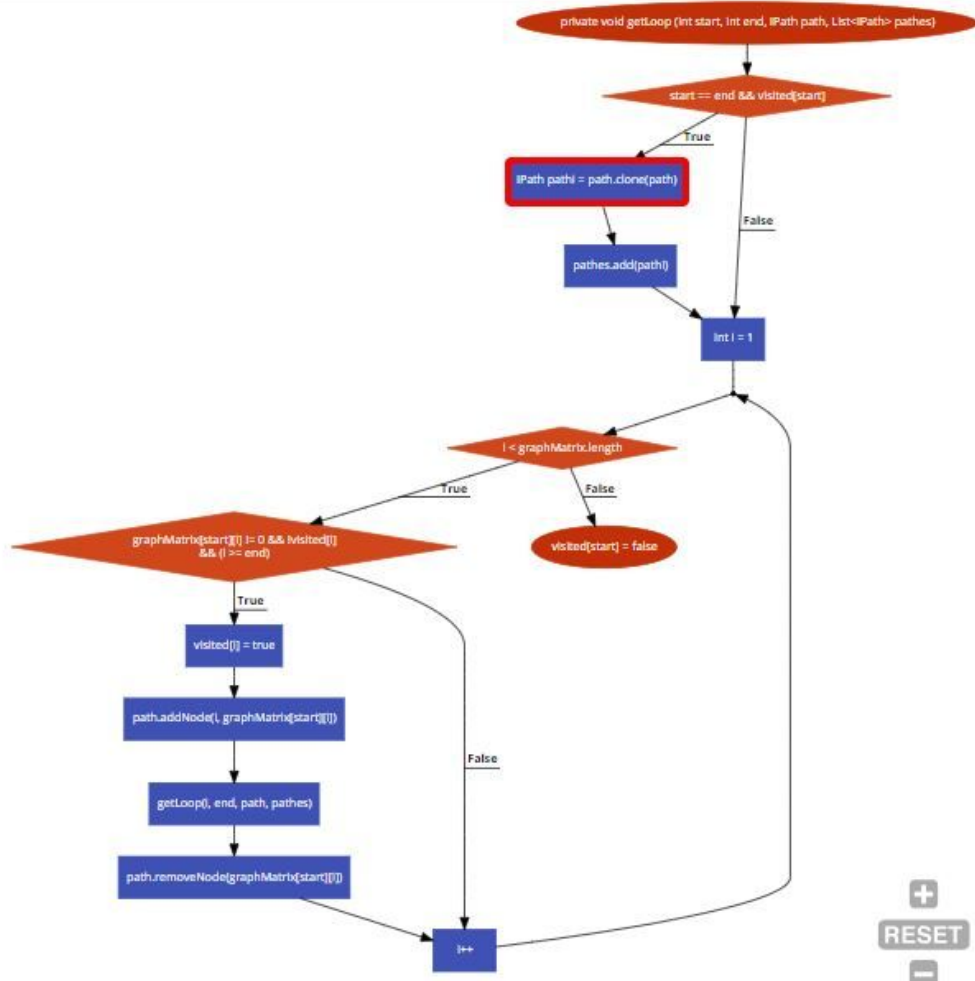 private void getLoop (int start, int end, IPath path, List<IPath> pathes)
start == end && visited[start]
True
IPath pathi = path.clone(path)
False
pathes.add(pathi)
int i = 1
i < graphMatrix.length
True
False
graphMatrix[start][i] != 0 && !visited[i]
&& (i >= end)
visited[start] = false
True
visited[i] = true
path.addNode(i, graphMatrix[start][i])
False
getLoop(i, end, path, pathes)
path.removeNode(graphMatrix[start][i])
i++
+
RESET
−